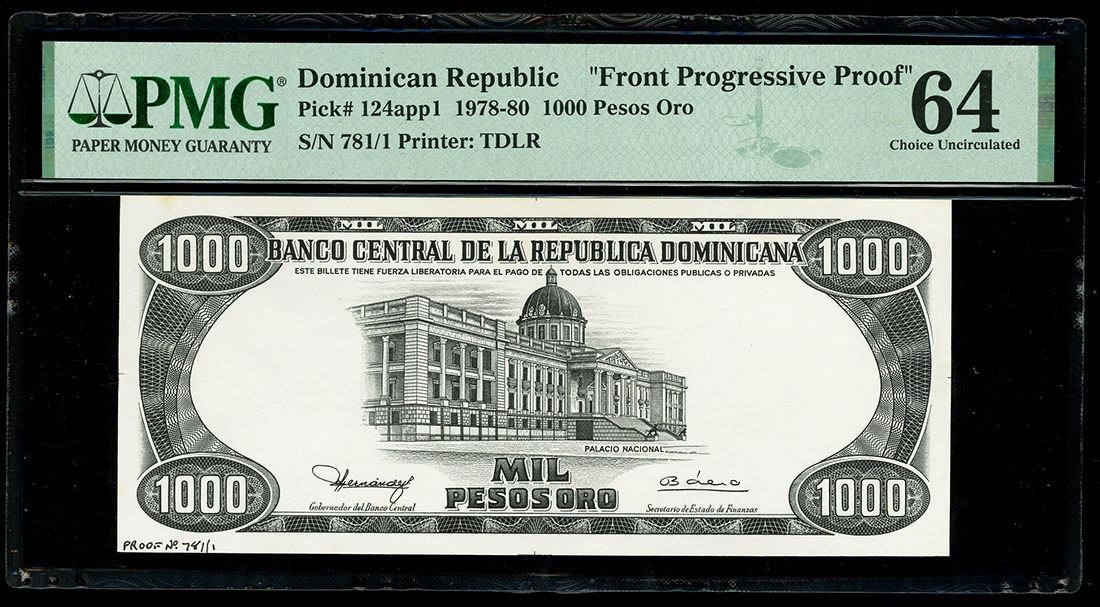 PMG®
PAPER MONEY GUARANTY
Dominican Republic "Front Progressive Proof"
Pick# 124app1 1978-80 1000 Pesos Oro
S/N 781/1 Printer: TDLR
64
Choice Uncirculated
MIL MIL MIL
1000 BANCO CENTRAL DE LA REPUBLICA DOMINICANA 1000
ESTE BILLETE TIENE FUERZA LIBERATORIA PARA EL PAGO DE TODAS LAS OBLIGACIONES PUBLICAS O PRIVADAS
PALACIO NACIONAL
1000 MIL 1000
PESOS ORO
Gobernador del Banco Central
Secretario de Estado de Finanzas
PROOF No. 781/1